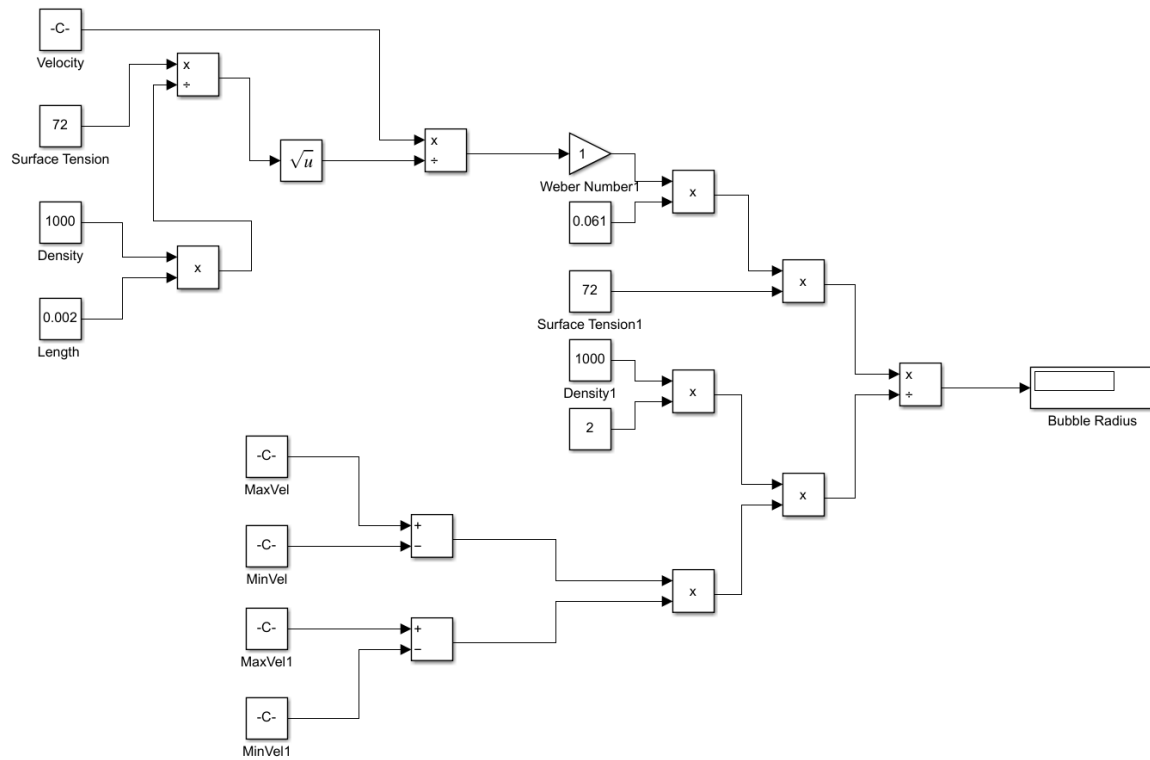 -C-
Velocity
x
÷
72
Surface Tension
√u
x
÷
1
Weber Number1
x
0.061
1000
Density
x
0.002
Length
72
Surface Tension1
x
1000
Density1
x
2
x
÷
Bubble Radius
-C-
MaxVel
+
−
-C-
MinVel
x
x
-C-
MaxVel1
+
−
-C-
MinVel1